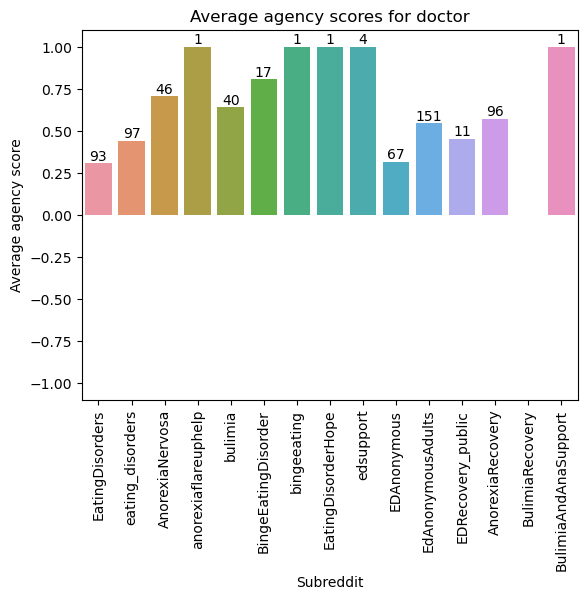 Average agency scores for doctor
Average agency score
1.00
0.75
0.50
0.25
0.00
−0.25
−0.50
−0.75
−1.00
93
97
46
1
40
17
1
1
4
67
151
11
96
1
EatingDisorders
eating_disorders
AnorexiaNervosa
anorexiaflareuphelp
bulimia
BingeEatingDisorder
bingeeating
EatingDisorderHope
edsupport
EDAnonymous
EdAnonymousAdults
EDRecovery_public
AnorexiaRecovery
BulimiaRecovery
BulimiaAndAnaSupport
Subreddit